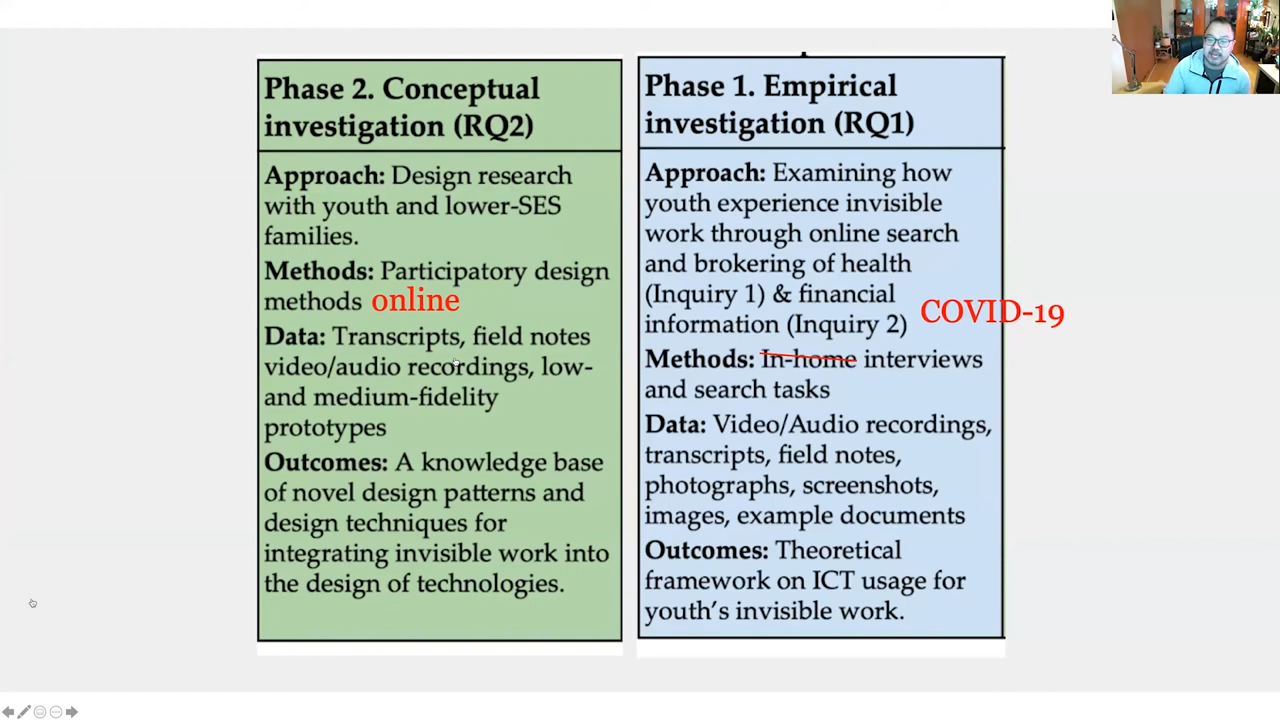 Phase 2. Conceptual
investigation (RQ2)
Approach: Design research
with youth and lower-SES
families.
Methods: Participatory design
methods online
Data: Transcripts, field notes
video/audio recordings, low-
and medium-fidelity
prototypes
Outcomes: A knowledge base
of novel design patterns and
design techniques for
integrating invisible work into
the design of technologies.
Phase 1. Empirical
investigation (RQ1)
Approach: Examining how
youth experience invisible
work through online search
and brokering of health
(Inquiry 1) & financial
information (Inquiry 2)
COVID-19
Methods: In-home interviews
and search tasks
Data: Video/Audio recordings,
transcripts, field notes,
photographs, screenshots,
images, example documents
Outcomes: Theoretical
framework on ICT usage for
youth's invisible work.